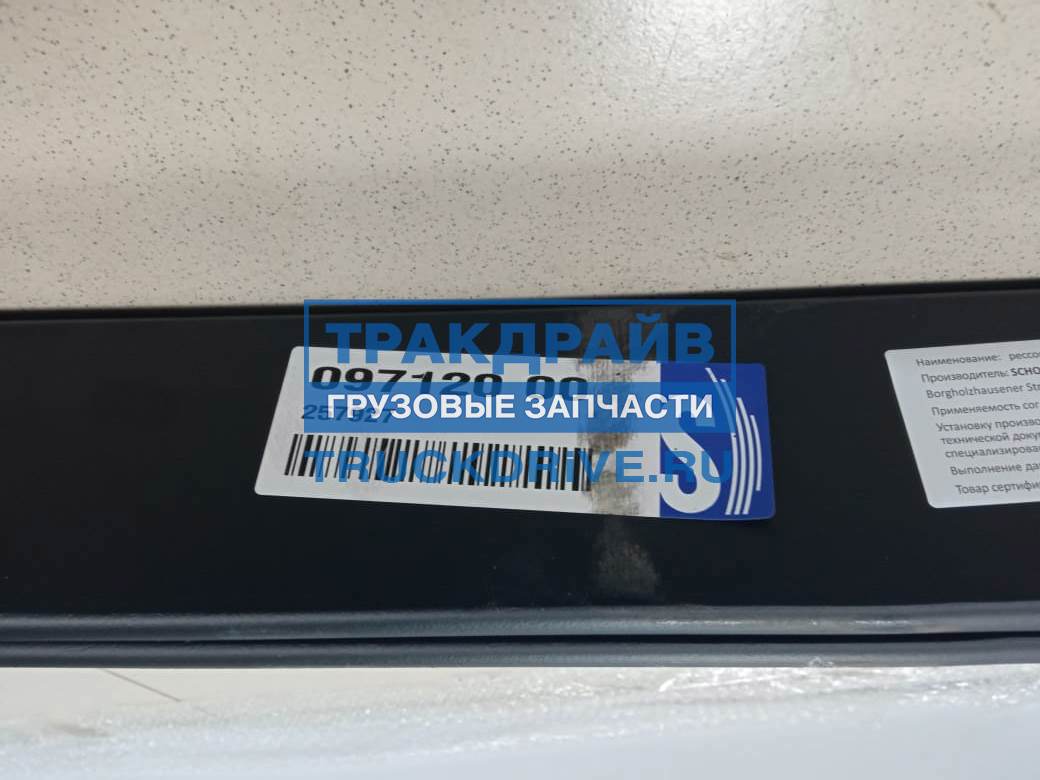 ТРАКДРАЙВ
ГРУЗОВЫЕ ЗАПЧАСТИ
TRUCKDRIVE.RU
097120 00
257927
S
Наименование: рессо
Производитель: SCHO
Borgholzhausener Str
Применяемость сог
Установку произво
технической доку
специализирова
Выполнение да
Товар сертифи